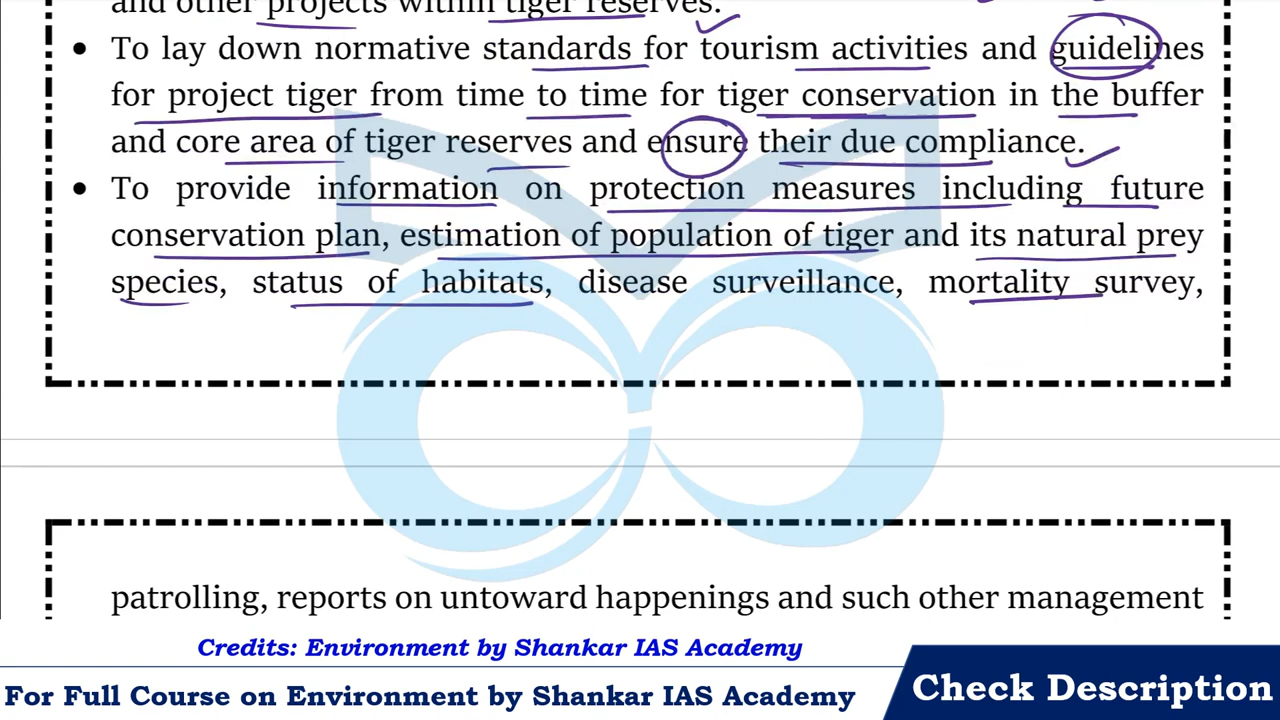 and other projects within tiger reserves.
• To lay down normative standards for tourism activities and guidelines
for project tiger from time to time for tiger conservation in the buffer
and core area of tiger reserves and ensure their due compliance.
• To provide information on protection measures including future
conservation plan, estimation of population of tiger and its natural prey
species, status of habitats, disease surveillance, mortality survey,
patrolling, reports on untoward happenings and such other management
Credits: Environment by Shankar IAS Academy
For Full Course on Environment by Shankar IAS Academy
Check Description